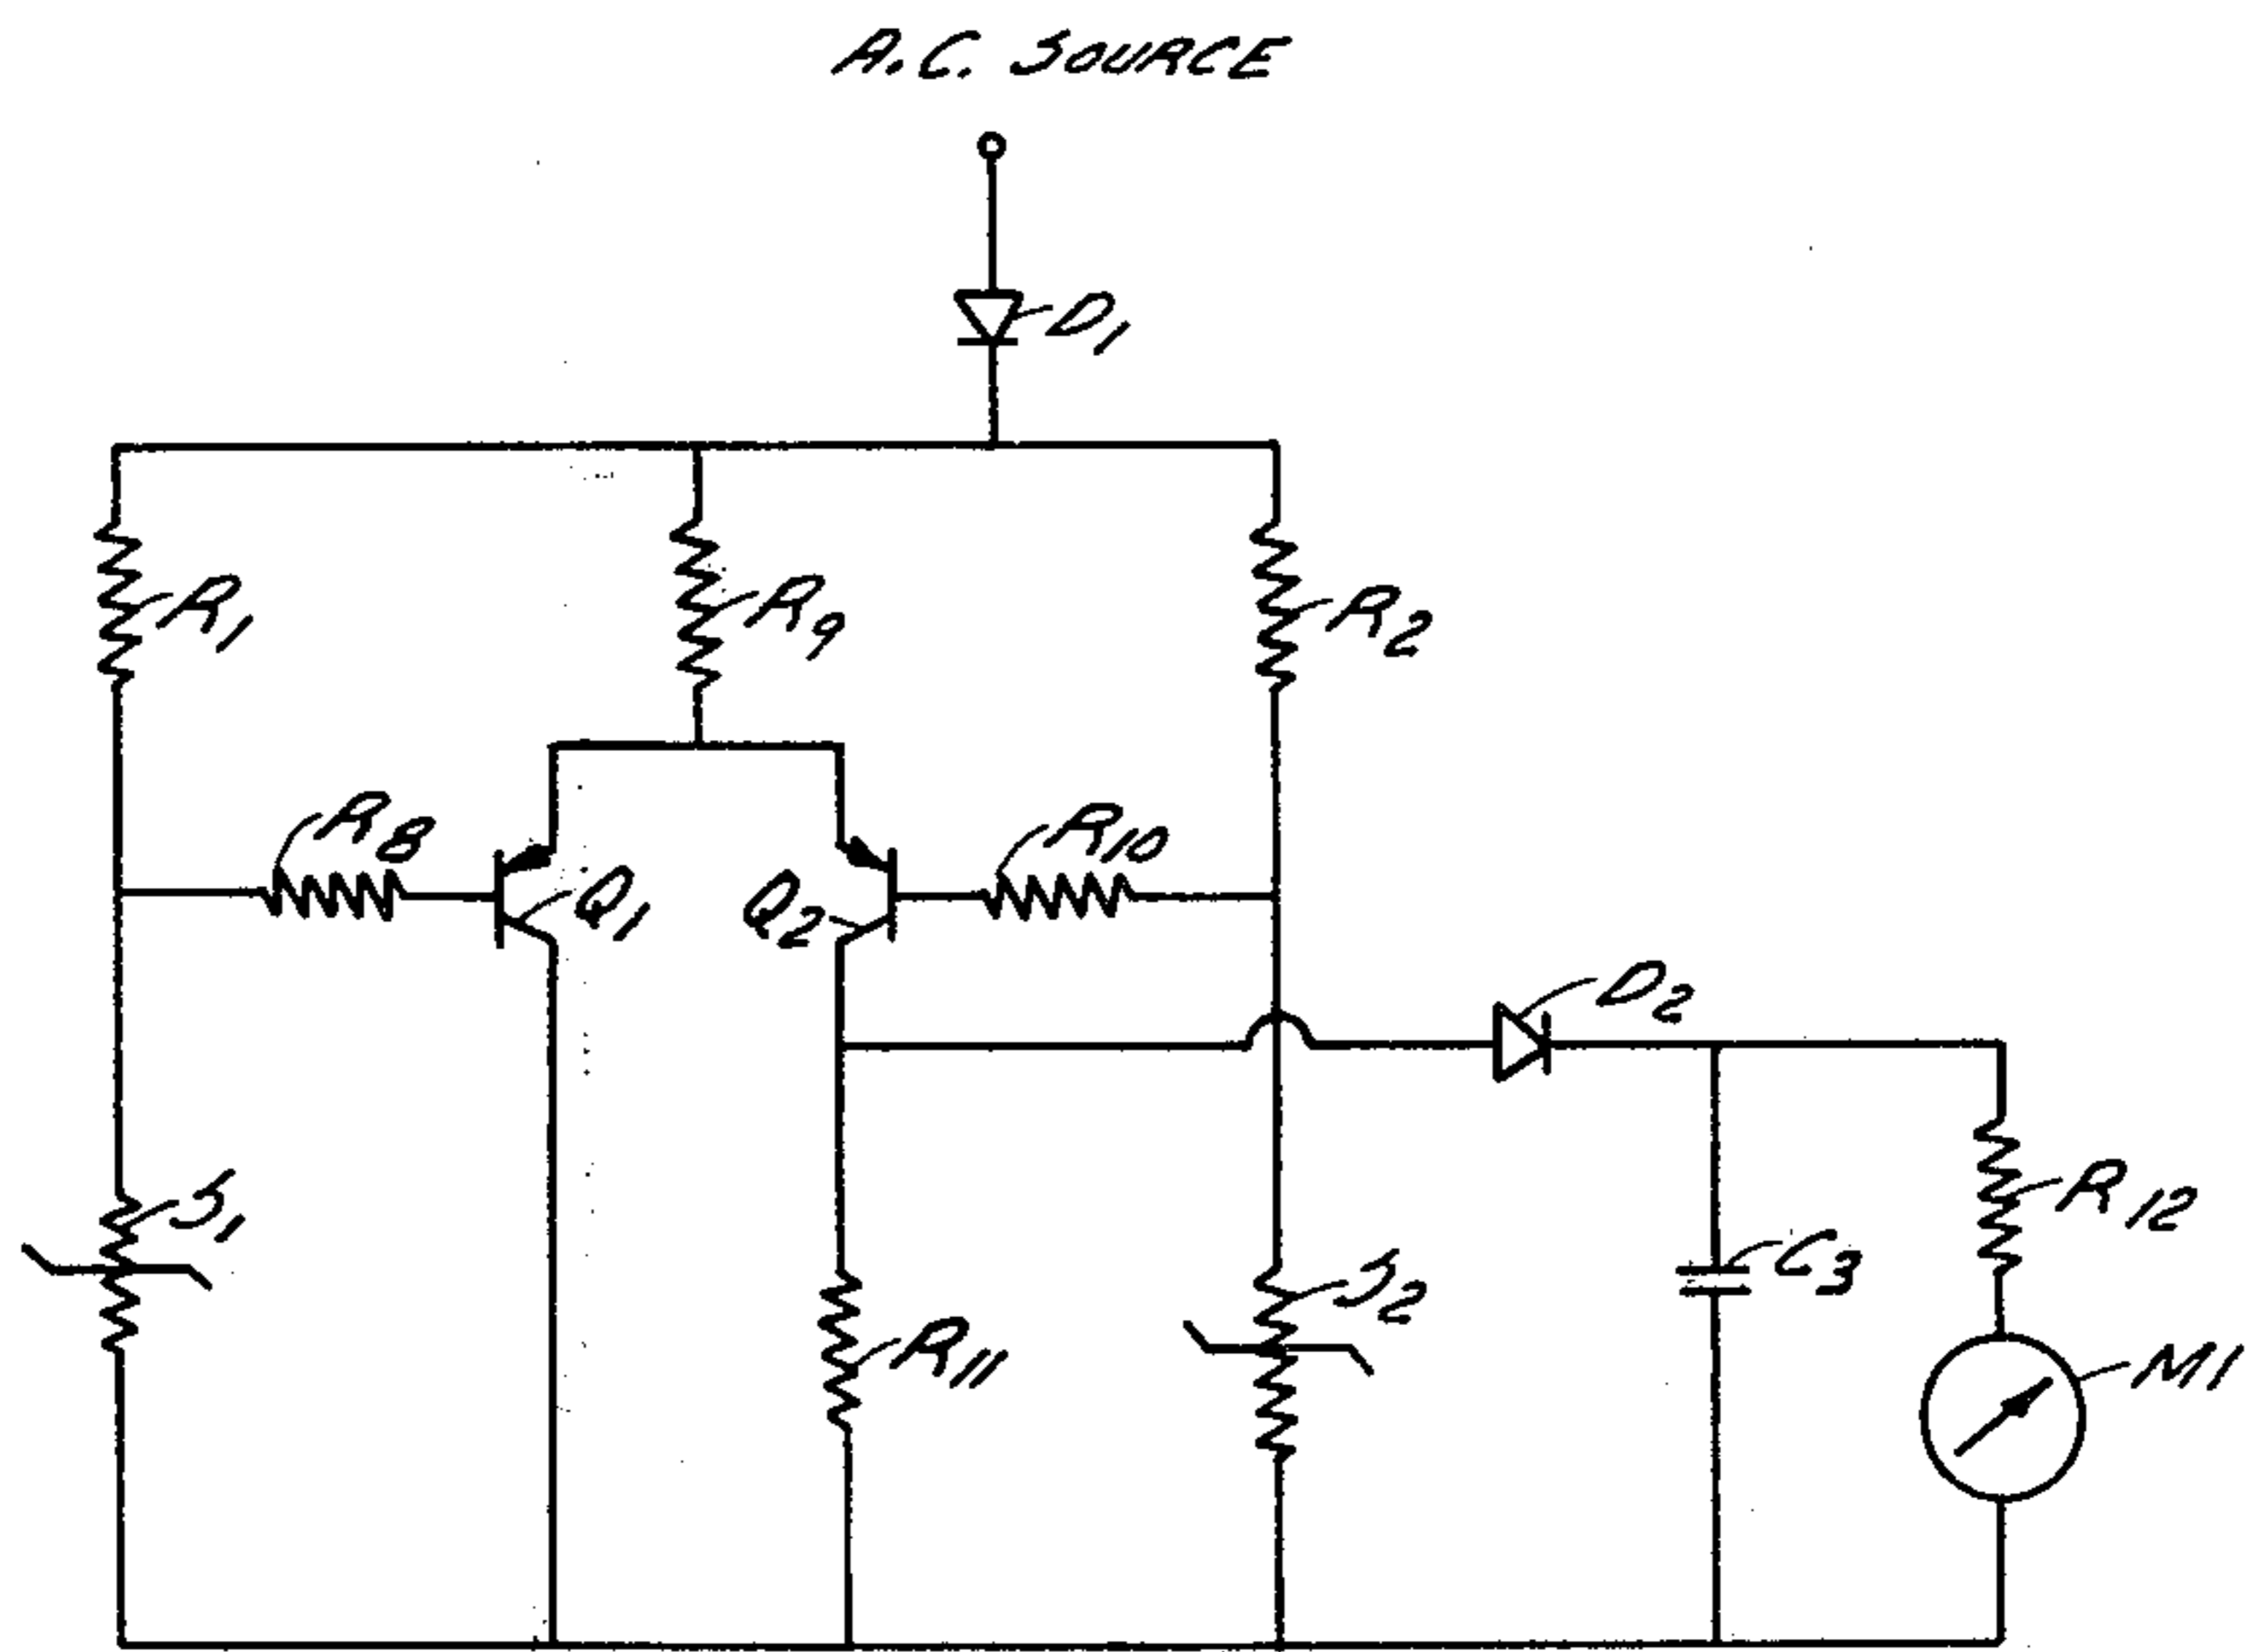 A.C. SOURCE
D1
R1
R9
R2
R8
R10
Q1
Q2
D2
S1
S2
R12
C3
R11
M1